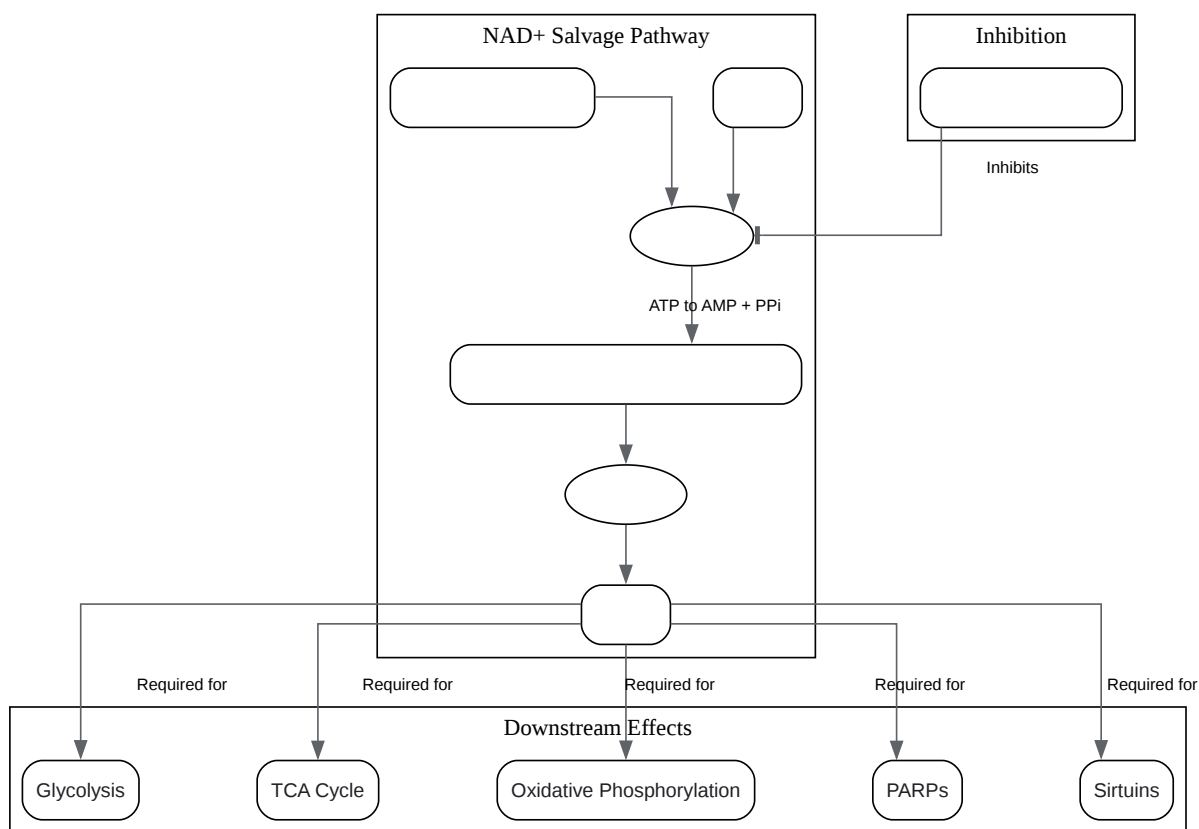 NAD+ Salvage Pathway
Inhibition
Inhibits
ATP to AMP + PPi
Required for
Required for
Required for
Required for
Required for
Downstream Effects
Glycolysis
TCA Cycle
Oxidative Phosphorylation
PARPs
Sirtuins